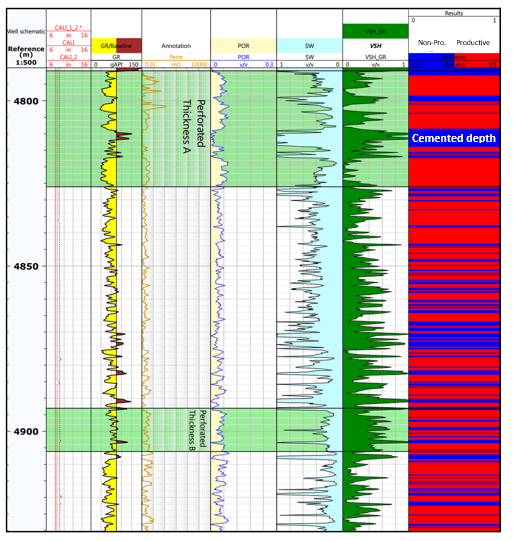 Well schematic
Reference
(m)
1:500
CALI_1_2 *
6 in 16
CALI
6 in 16
CALI_2
6 in 16
GR/Baseline
GR
0 gAPI 150
Annotation
Perm
0.01 mD 10000
POR
POR
0 v/v 0.3
SW
SW
1 v/v 0
VSH_GR
VSH
VSH_GR
0 v/v 1
Results
0 1
Non-Pro. Productive
4800
4850
4900
Perforated
Thickness A
Perforated
Thickness B
Cemented depth